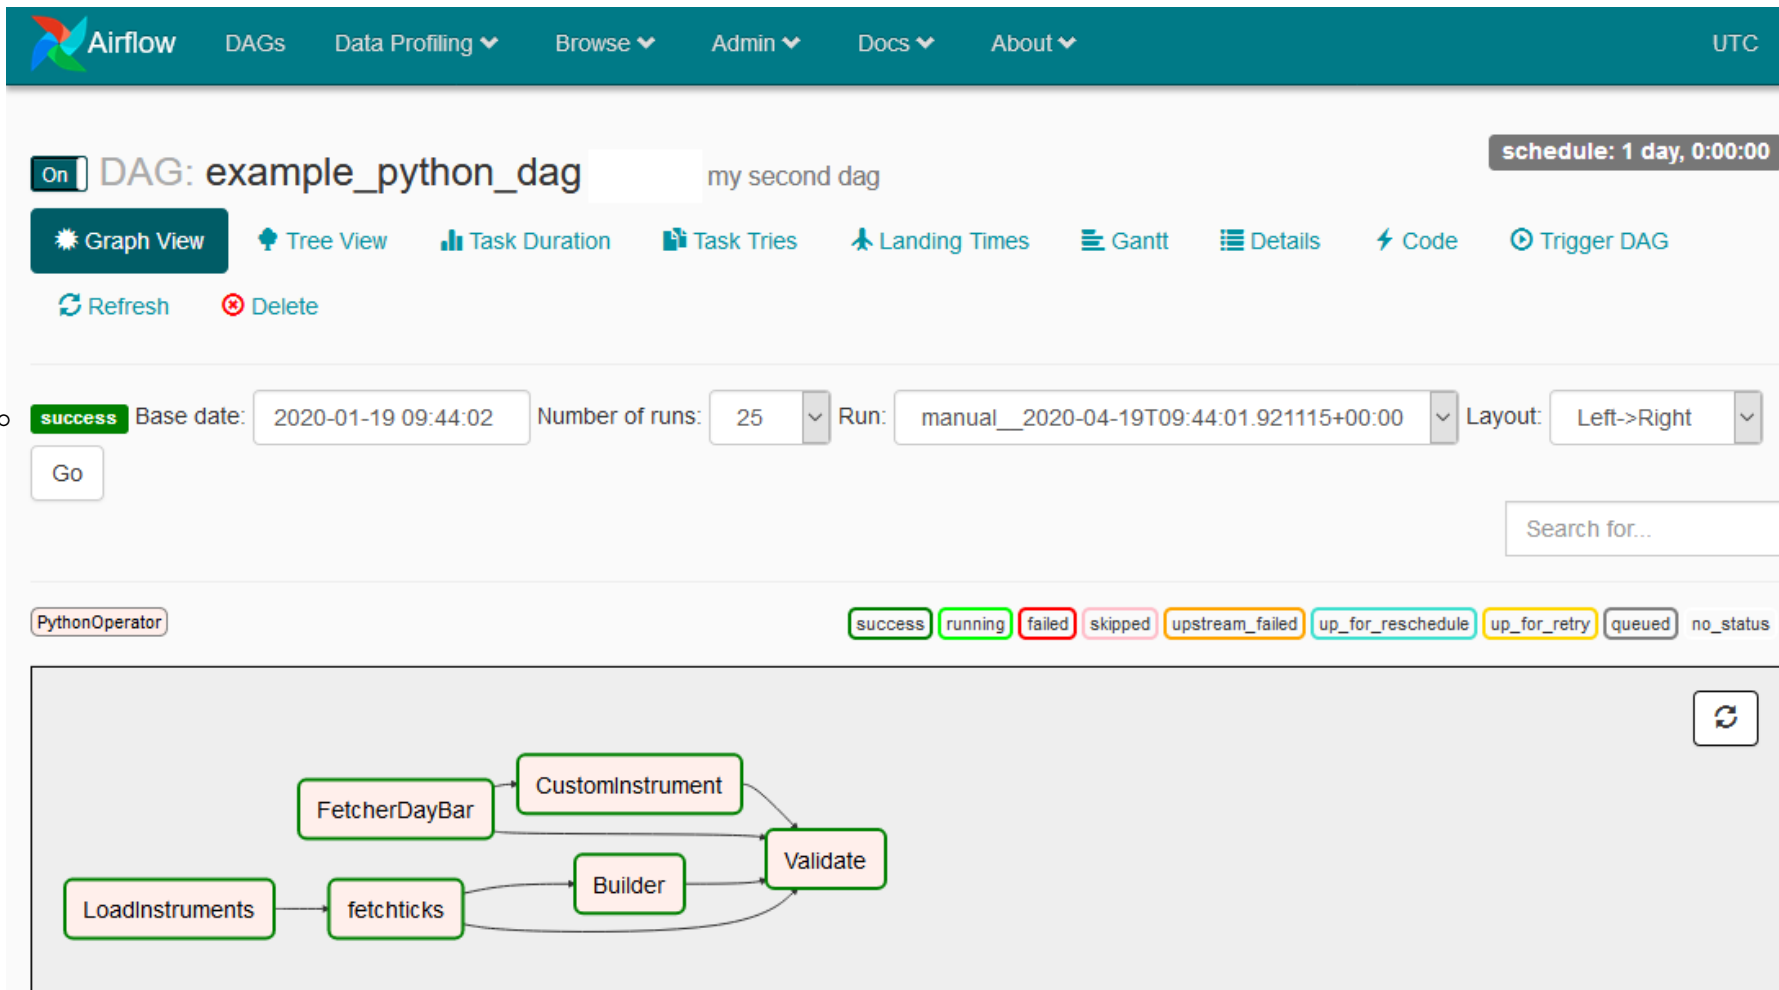 Airflow DAGs Data Profiling Browse Admin Docs About UTC
schedule: 1 day, 0:00:00
On DAG: example_python_dag my second dag
Graph View Tree View Task Duration Task Tries Landing Times Gantt Details Code Trigger DAG
Refresh Delete
success Base date: 2020-01-19 09:44:02 Number of runs: 25 Run: manual__2020-04-19T09:44:01.921115+00:00 Layout: Left->Right
Go
Search for...
PythonOperator success running failed skipped upstream_failed up_for_reschedule up_for_retry queued no_status
CustomInstrument
FetcherDayBar
Validate
Builder
LoadInstruments fetchticks